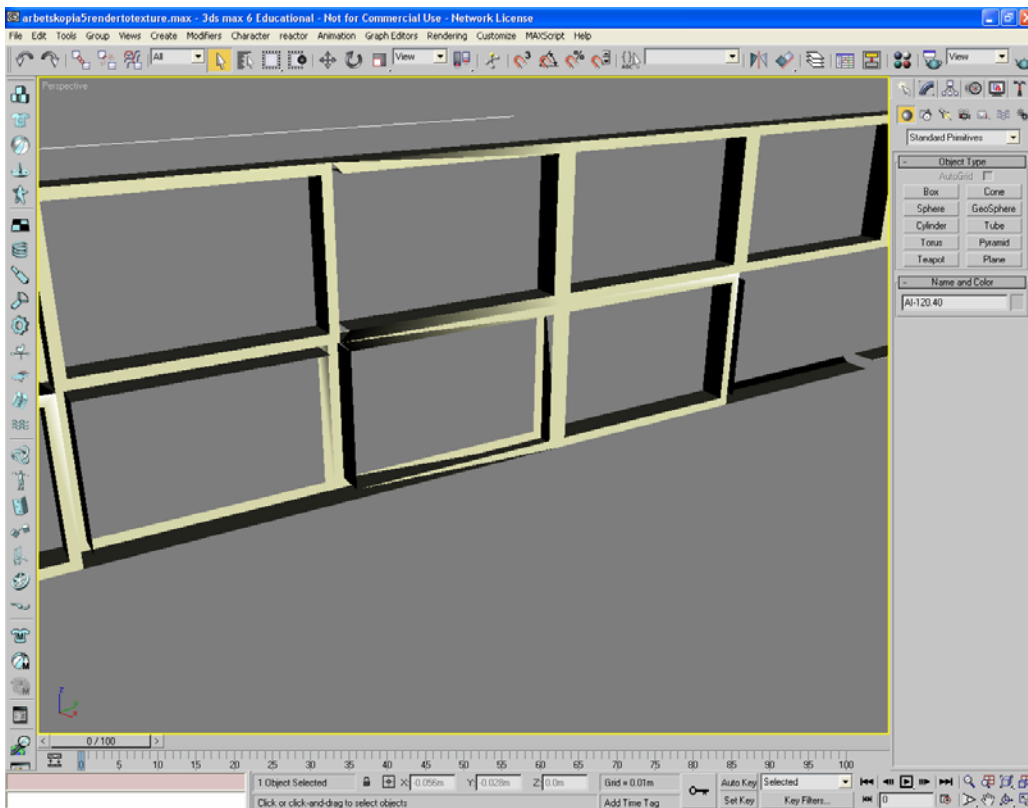 arbetskopia5rendertotexture.max - 3ds max 6 Educational - Not for Commercial Use - Network License
File Edit Tools Group Views Create Modifiers Character reactor Animation Graph Editors Rendering Customize MAXScript Help
All View View
Perspective
Standard Primitives
- Object Type
AutoGrid
Box Cone
Sphere GeoSphere
Cylinder Tube
Torus Pyramid
Teapot Plane
- Name and Color
Al-120.40
z
< 0 / 100 >
0 5 10 15 20 25 30 35 40 45 50 55 60 65 70 75 80 85 90 95 100
1 Object Selected X: -0.056m Y: -0.028m Z: 0.0m Grid = 0.01m Auto Key Selected
Click or click-and-drag to select objects Add Time Tag Set Key Key Filters... 0